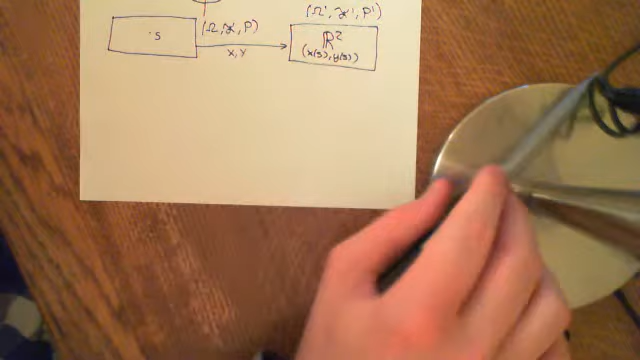 (Ω, 𝓕, P)
(Ω', 𝓕', P')
·s
X, Y
ℝ²
(x(s), y(s))